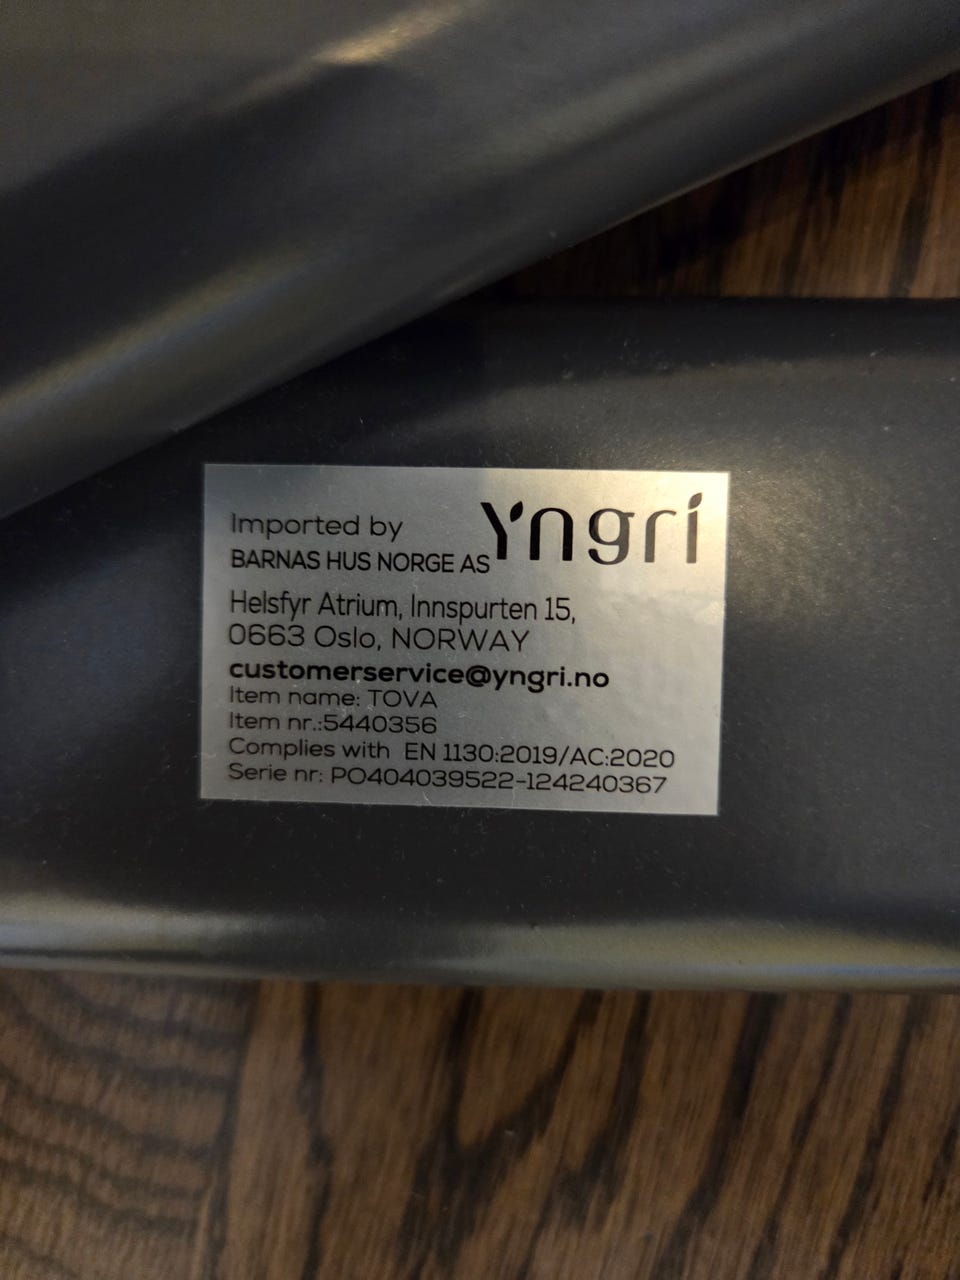 Imported by
Yngri
BARNAS HUS NORGE AS
Helsfyr Atrium, Innspurten 15,
0663 Oslo, NORWAY
customerservice@yngri.no
Item name: TOVA
Item nr.:5440356
Complies with EN 1130:2019/AC:2020
Serie nr: PO404039522-124240367